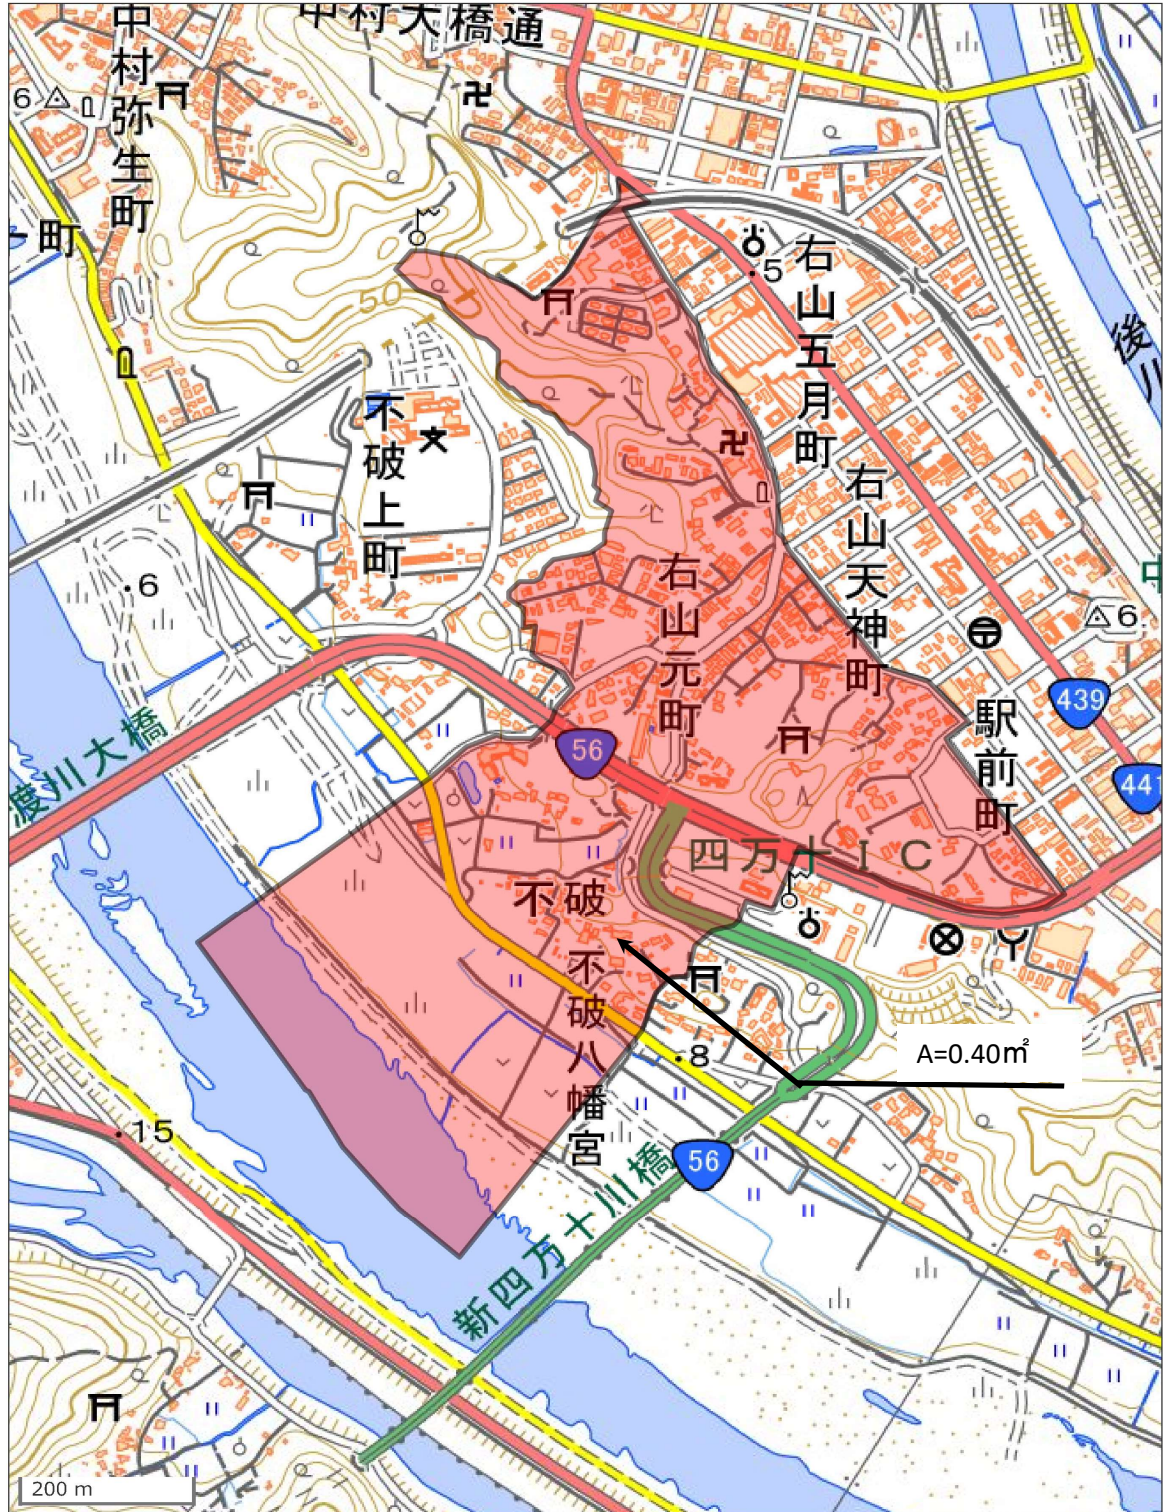 中村大橋通
中村弥生町
6
一町
50
5
右山五月町
後川
不破上町
右山天神町
6
右山元町
6
439
駅前町
56
441
渡川大橋
四万十IC
不破
不破八幡宮
8
A=0.40㎡
15
56
新四万十川橋
200 m